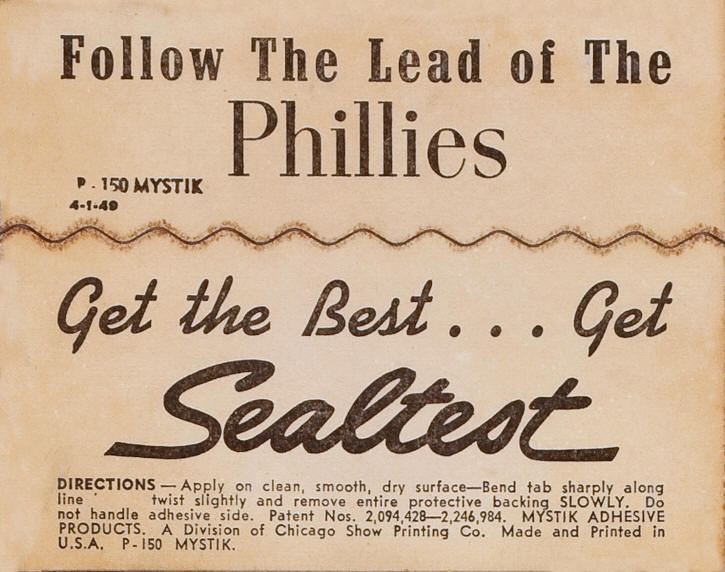 Follow The Lead of The
Phillies
P - 150 MYSTIK
4-1-49
Get the Best . . . Get
Sealtest
DIRECTIONS — Apply on clean, smooth, dry surface—Bend tab sharply along
line twist slightly and remove entire protective backing SLOWLY. Do
not handle adhesive side. Patent Nos. 2,094,428—2,246,984. MYSTIK ADHESIVE
PRODUCTS. A Division of Chicago Show Printing Co. Made and Printed in
U.S.A. P-150 MYSTIK.